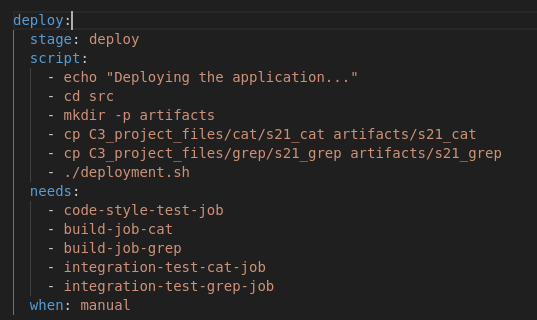 deploy:
  stage: deploy
  script:
    - echo "Deploying the application..."
    - cd src
    - mkdir -p artifacts
    - cp C3_project_files/cat/s21_cat artifacts/s21_cat
    - cp C3_project_files/grep/s21_grep artifacts/s21_grep
    - ./deployment.sh
  needs:
    - code-style-test-job
    - build-job-cat
    - build-job-grep
    - integration-test-cat-job
    - integration-test-grep-job
  when: manual